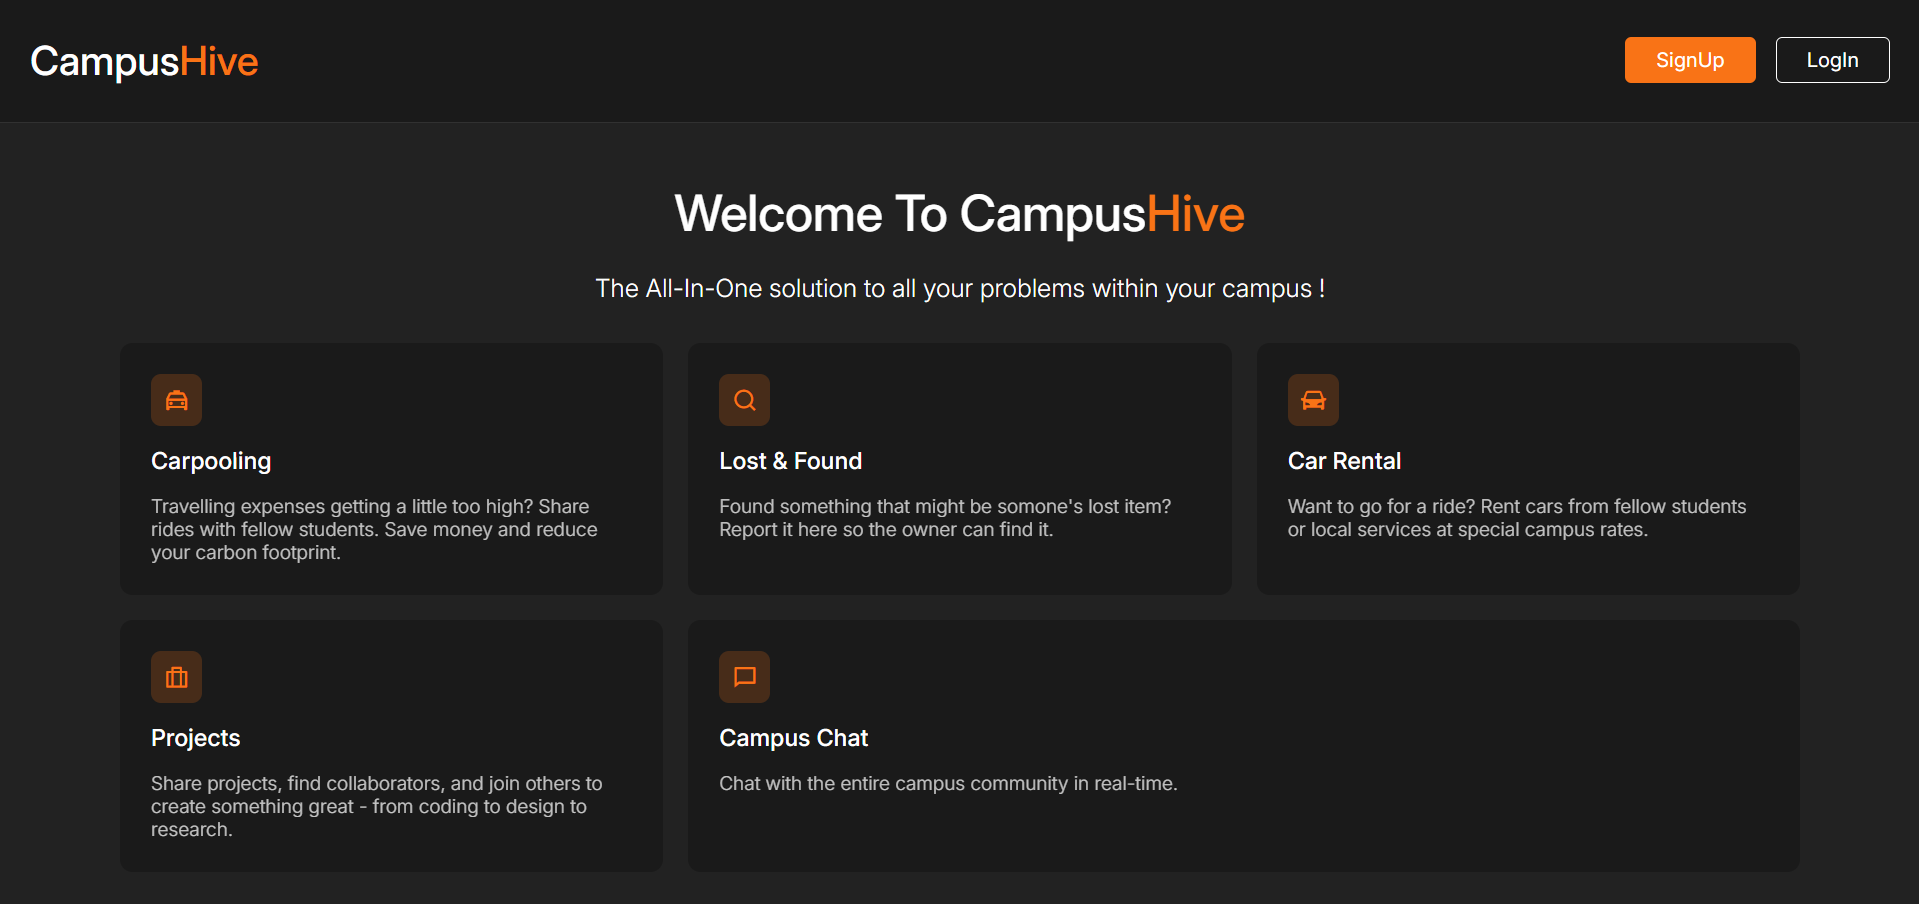 CampusHive
SignUp
LogIn
Welcome To CampusHive
The All-In-One solution to all your problems within your campus !
Carpooling
Travelling expenses getting a little too high? Share
rides with fellow students. Save money and reduce
your carbon footprint.
Lost & Found
Found something that might be somone's lost item?
Report it here so the owner can find it.
Car Rental
Want to go for a ride? Rent cars from fellow students
or local services at special campus rates.
Projects
Share projects, find collaborators, and join others to
create something great - from coding to design to
research.
Campus Chat
Chat with the entire campus community in real-time.